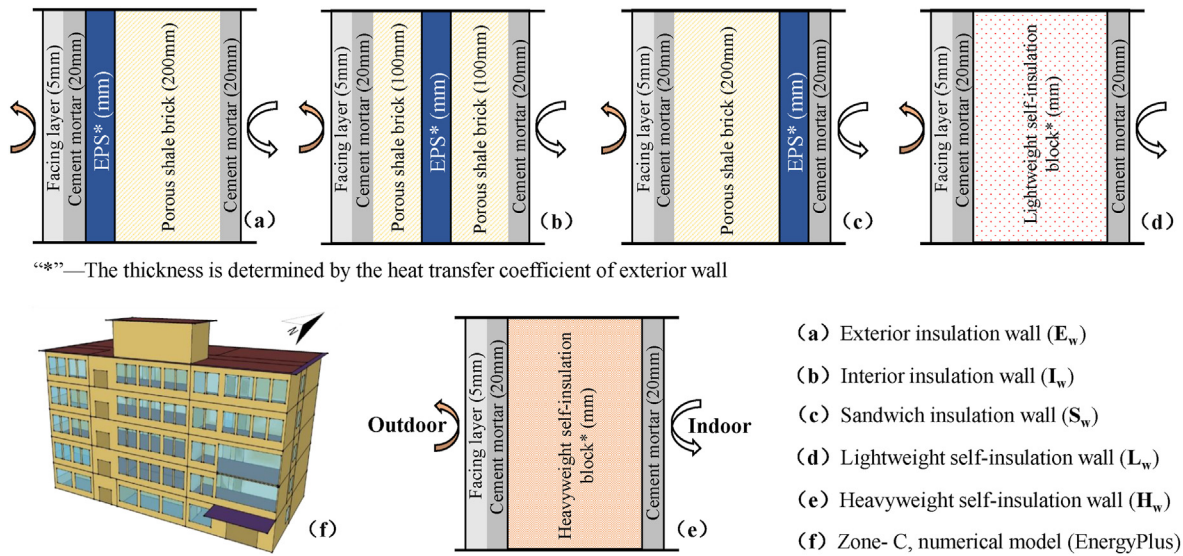 Facing layer (5mm)
Cement mortar (20mm)
EPS* (mm)
Porous shale brick (200mm)
Cement mortar (20mm)
(a)
Facing layer (5mm)
Cement mortar (20mm)
Porous shale brick (100mm)
EPS* (mm)
Porous shale brick (100mm)
Cement mortar (20mm)
(b)
Facing layer (5mm)
Cement mortar (20mm)
Porous shale brick (200mm)
EPS* (mm)
Cement mortar (20mm)
(c)
Facing layer (5mm)
Cement mortar (20mm)
Lightweight self-insulation
block* (mm)
Cement mortar (20mm)
(d)
“*”—The thickness is determined by the heat transfer coefficient of exterior wall
N
(f)
Outdoor
Facing layer (5mm)
Cement mortar (20mm)
Heavyweight self-insulation
block* (mm)
Cement mortar (20mm)
Indoor
(e)
(a) Exterior insulation wall (Ew)
(b) Interior insulation wall (Iw)
(c) Sandwich insulation wall (Sw)
(d) Lightweight self-insulation wall (Lw)
(e) Heavyweight self-insulation wall (Hw)
(f) Zone- C, numerical model (EnergyPlus)